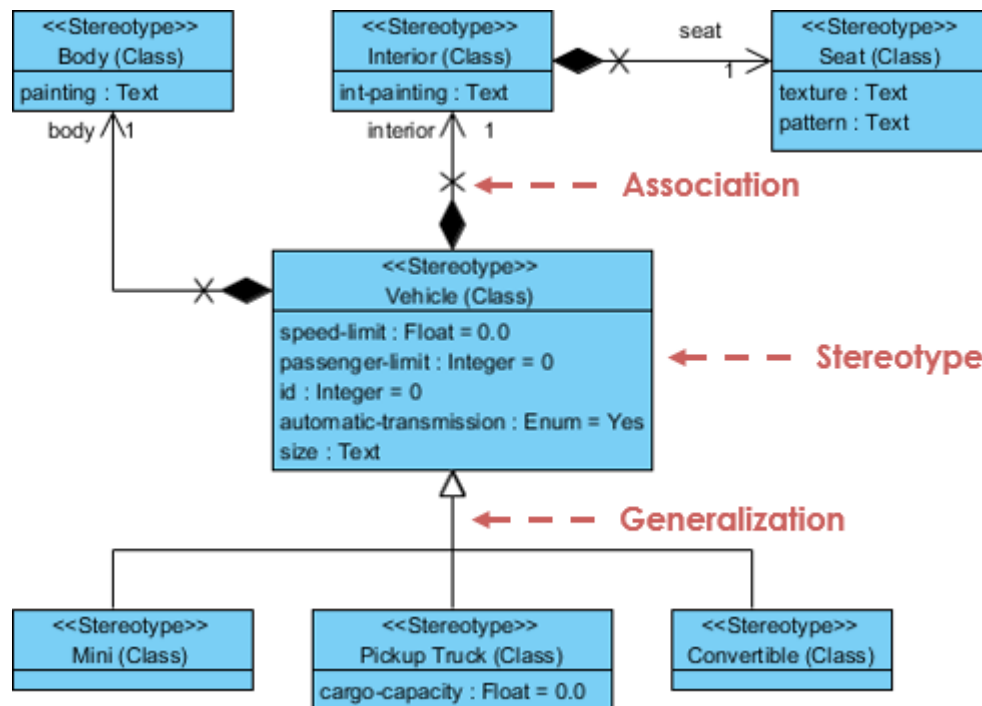 <<Stereotype>>
Body (Class)
painting : Text
<<Stereotype>>
Interior (Class)
int-painting : Text
seat
1
<<Stereotype>>
Seat (Class)
texture : Text
pattern : Text
body
1
interior
1
Association
<<Stereotype>>
Vehicle (Class)
speed-limit : Float = 0.0
passenger-limit : Integer = 0
id : Integer = 0
automatic-transmission : Enum = Yes
size : Text
Stereotype
Generalization
<<Stereotype>>
Mini (Class)
<<Stereotype>>
Pickup Truck (Class)
cargo-capacity : Float = 0.0
<<Stereotype>>
Convertible (Class)